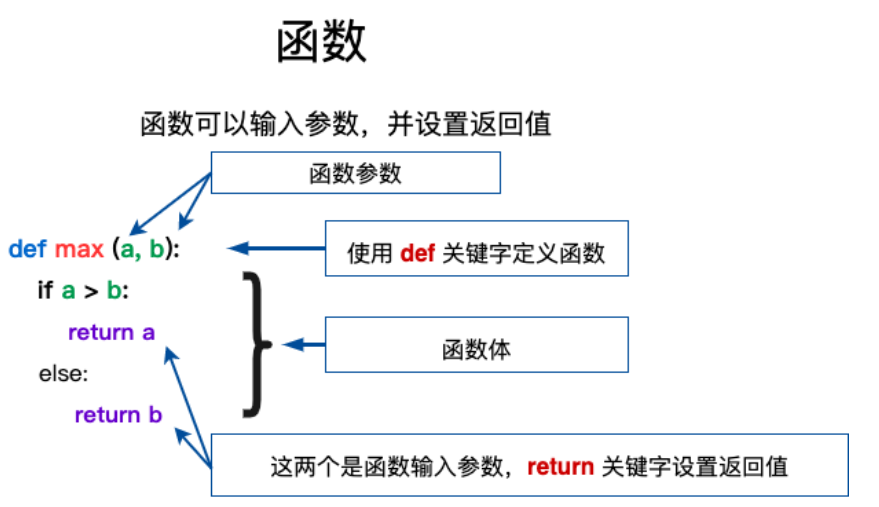 函数
函数可以输入参数，并设置返回值
函数参数
def max (a, b):
使用 def 关键字定义函数
if a > b:
return a
函数体
else:
return b
这两个是函数输入参数，return 关键字设置返回值